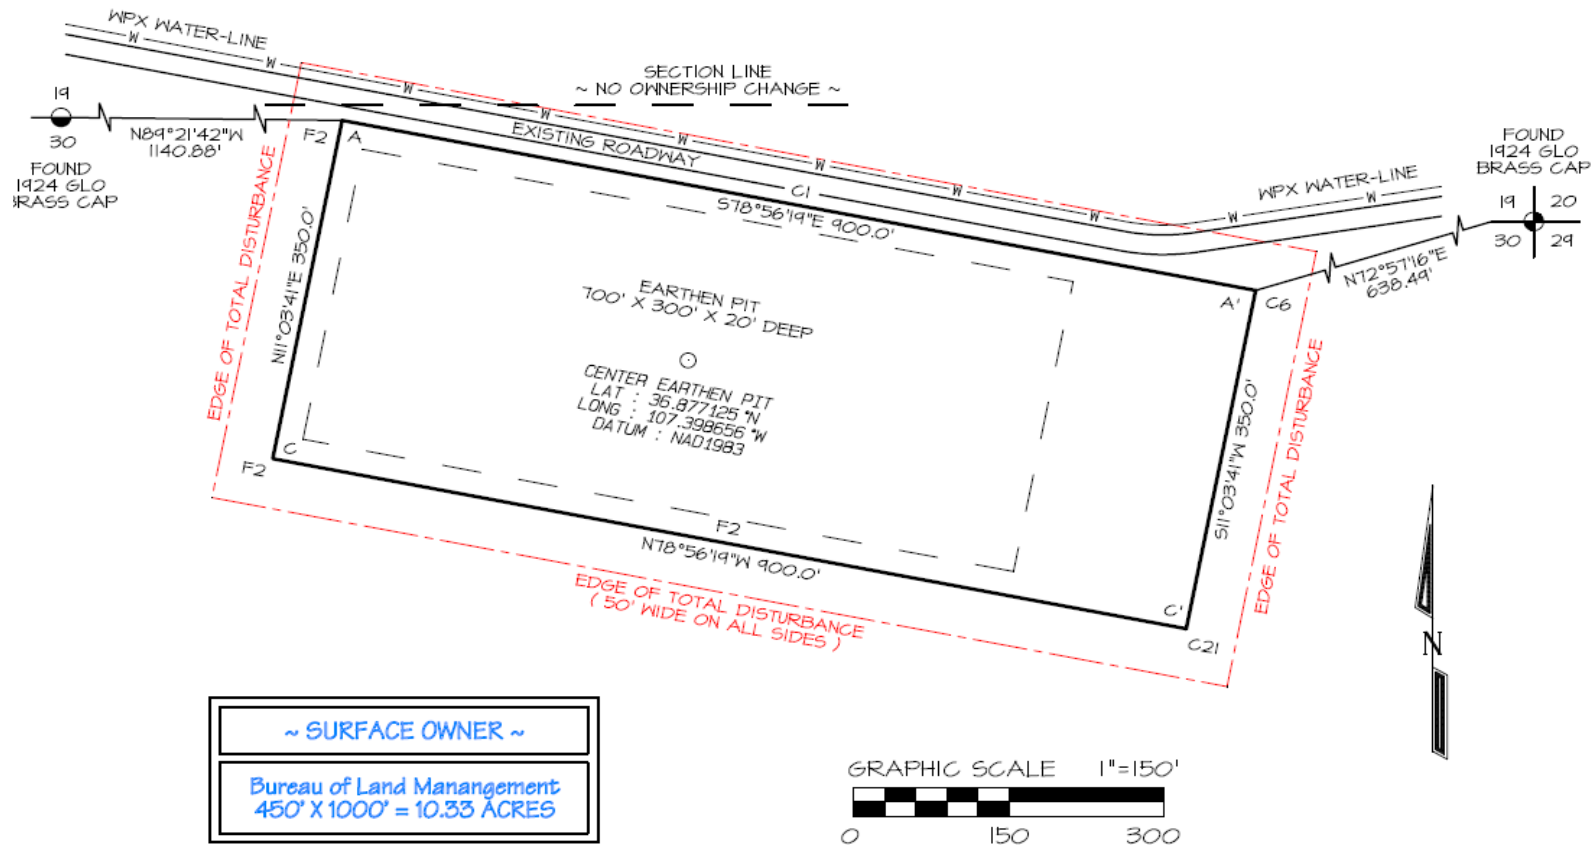 WPX WATER-LINE
W W W W W W W W W W
SECTION LINE
~ NO OWNERSHIP CHANGE ~
19
30
N89°21'42"W
1140.88'
FOUND
1924 GLO
BRASS CAP
F2
A
EXISTING ROADWAY
C1
S78°56'19"E 900.0'
WPX WATER-LINE
FOUND
1924 GLO
BRASS CAP
19 20
30 29
N72°57'16"E
638.49'
A'
C6
EDGE OF TOTAL DISTURBANCE
N11°03'41"E 350.0'
EARTHEN PIT
700' X 300' X 20' DEEP
CENTER EARTHEN PIT
LAT : 36.877125 °N
LONG : 107.398656 °W
DATUM : NAD1983
S11°03'41"W 350.0'
EDGE OF TOTAL DISTURBANCE
C
F2
F2
N78°56'19"W 900.0'
EDGE OF TOTAL DISTURBANCE
( 50' WIDE ON ALL SIDES )
C'
C21
N
~ SURFACE OWNER ~
Bureau of Land Manangement
450' X 1000' = 10.33 ACRES
GRAPHIC SCALE 1"=150'
0 150 300